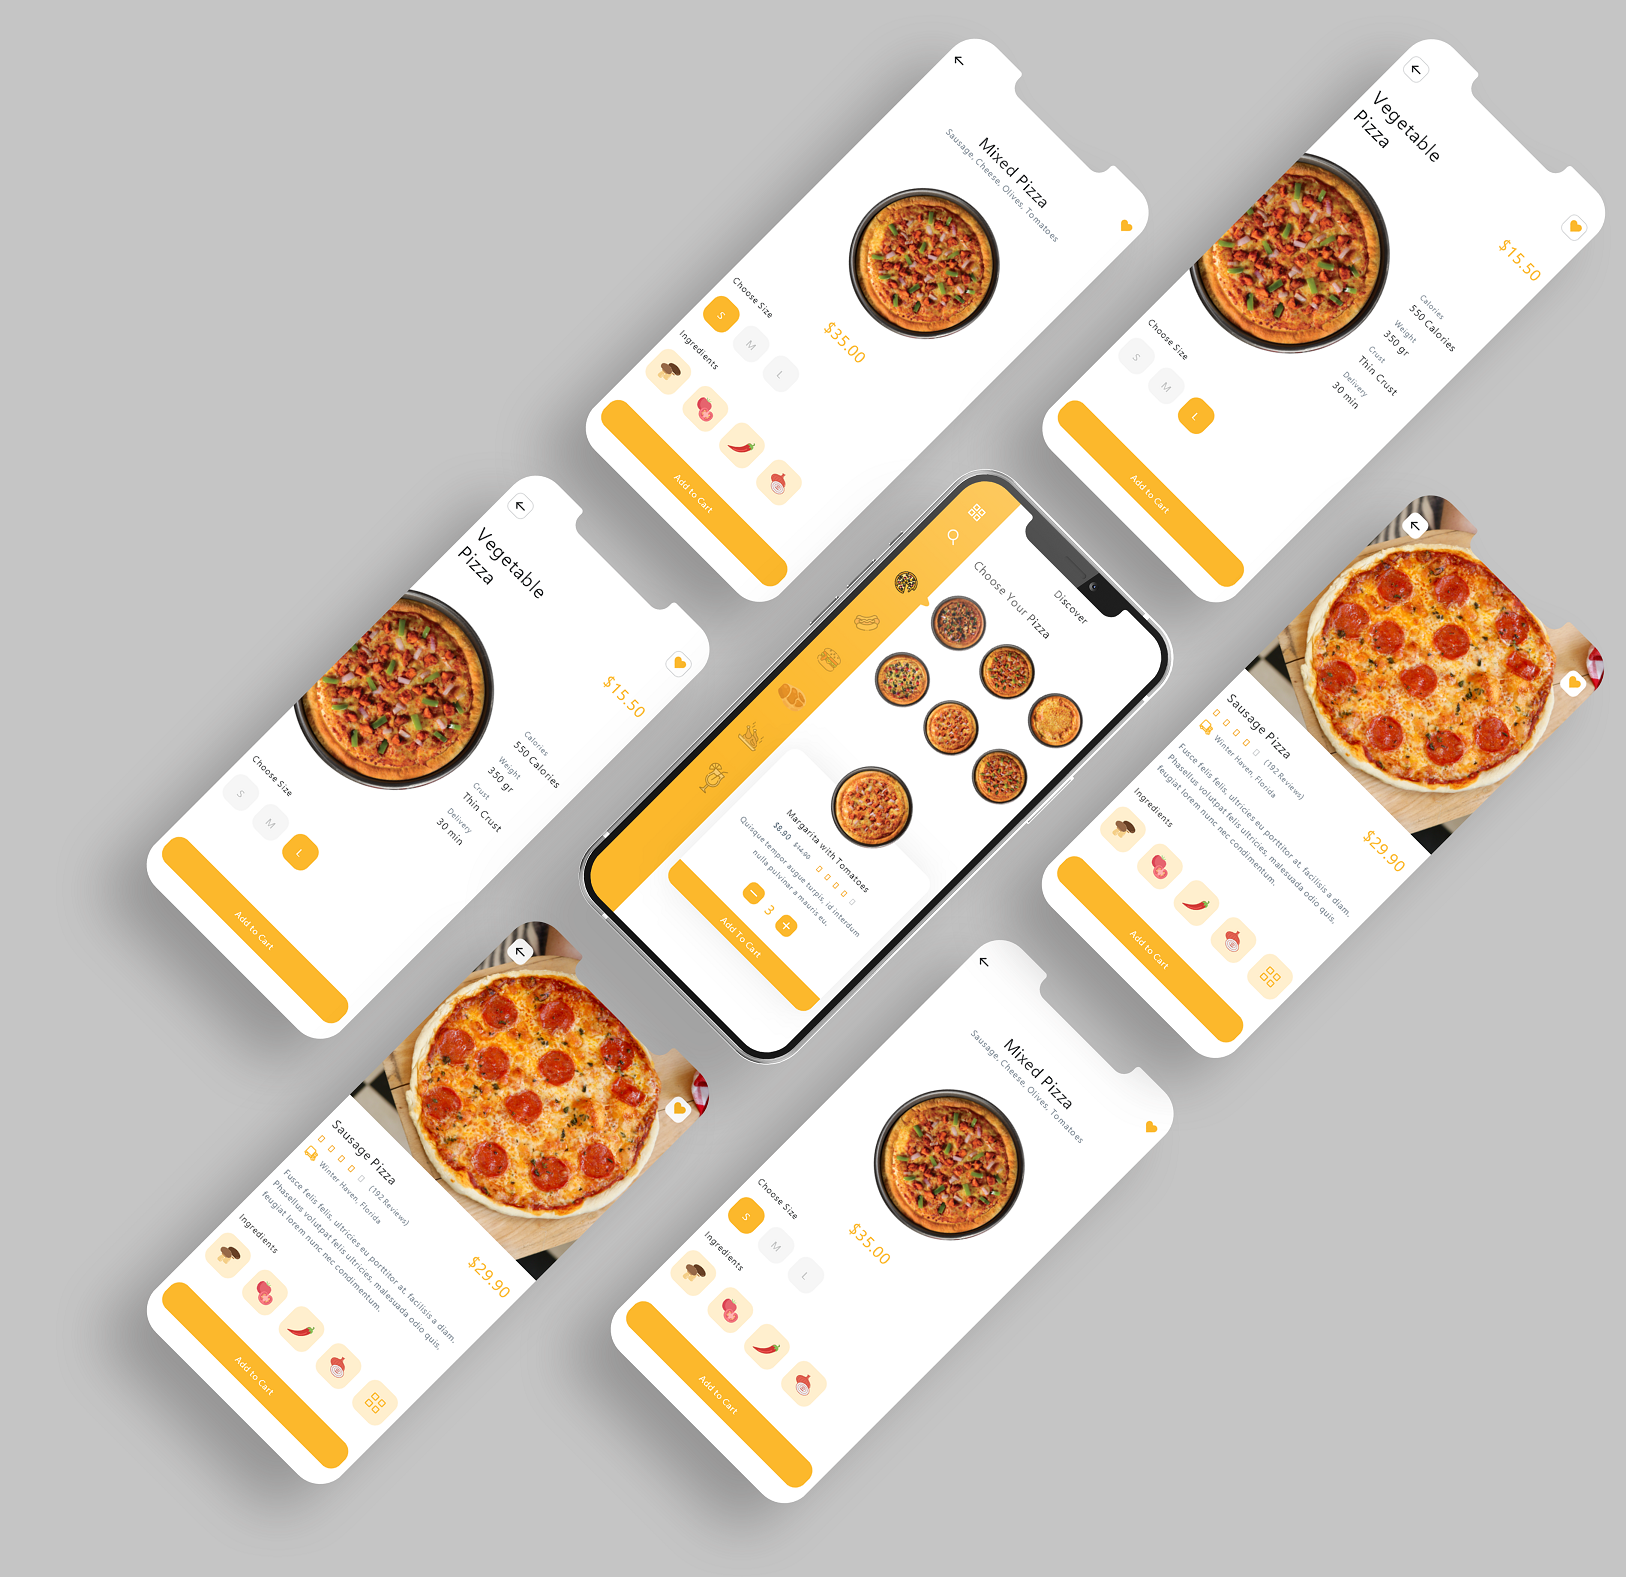 Mixed Pizza
Sausage, Cheese, Olives, Tomatoes
Choose Size
S
M
L
$35.00
Ingredients
Add to Cart
Vegetable
Pizza
$15.50
Calories
550 Calories
Weight
350 gr
Crust
Thin Crust
Delivery
30 min
Choose Size
S
M
L
Add to Cart
Vegetable
Pizza
$15.50
Calories
550 Calories
Weight
350 gr
Crust
Thin Crust
Delivery
30 min
Choose Size
S
M
L
Add to Cart
Discover
Choose Your Pizza
Margarita with Tomatoes
$8.90 $14.90
Quisque tempor augue turpis, id interdum
nulla pulvinar a mauris eu.
3
Add To Cart
Sausage Pizza
(192 Reviews)
Winter Haven, Florida
$29.90
Fusce felis felis, ultricies eu porttitor at, facilisis a diam.
Phasellus volutpat felis ultricies, malesuada odio quis,
feugiat lorem nunc nec condimentum.
Ingredients
Add to Cart
Sausage Pizza
(192 Reviews)
Winter Haven, Florida
$29.90
Fusce felis felis, ultricies eu porttitor at, facilisis a diam.
Phasellus volutpat felis ultricies, malesuada odio quis,
feugiat lorem nunc nec condimentum.
Ingredients
Add to Cart
Mixed Pizza
Sausage, Cheese, Olives, Tomatoes
Choose Size
S
M
L
$35.00
Ingredients
Add to Cart